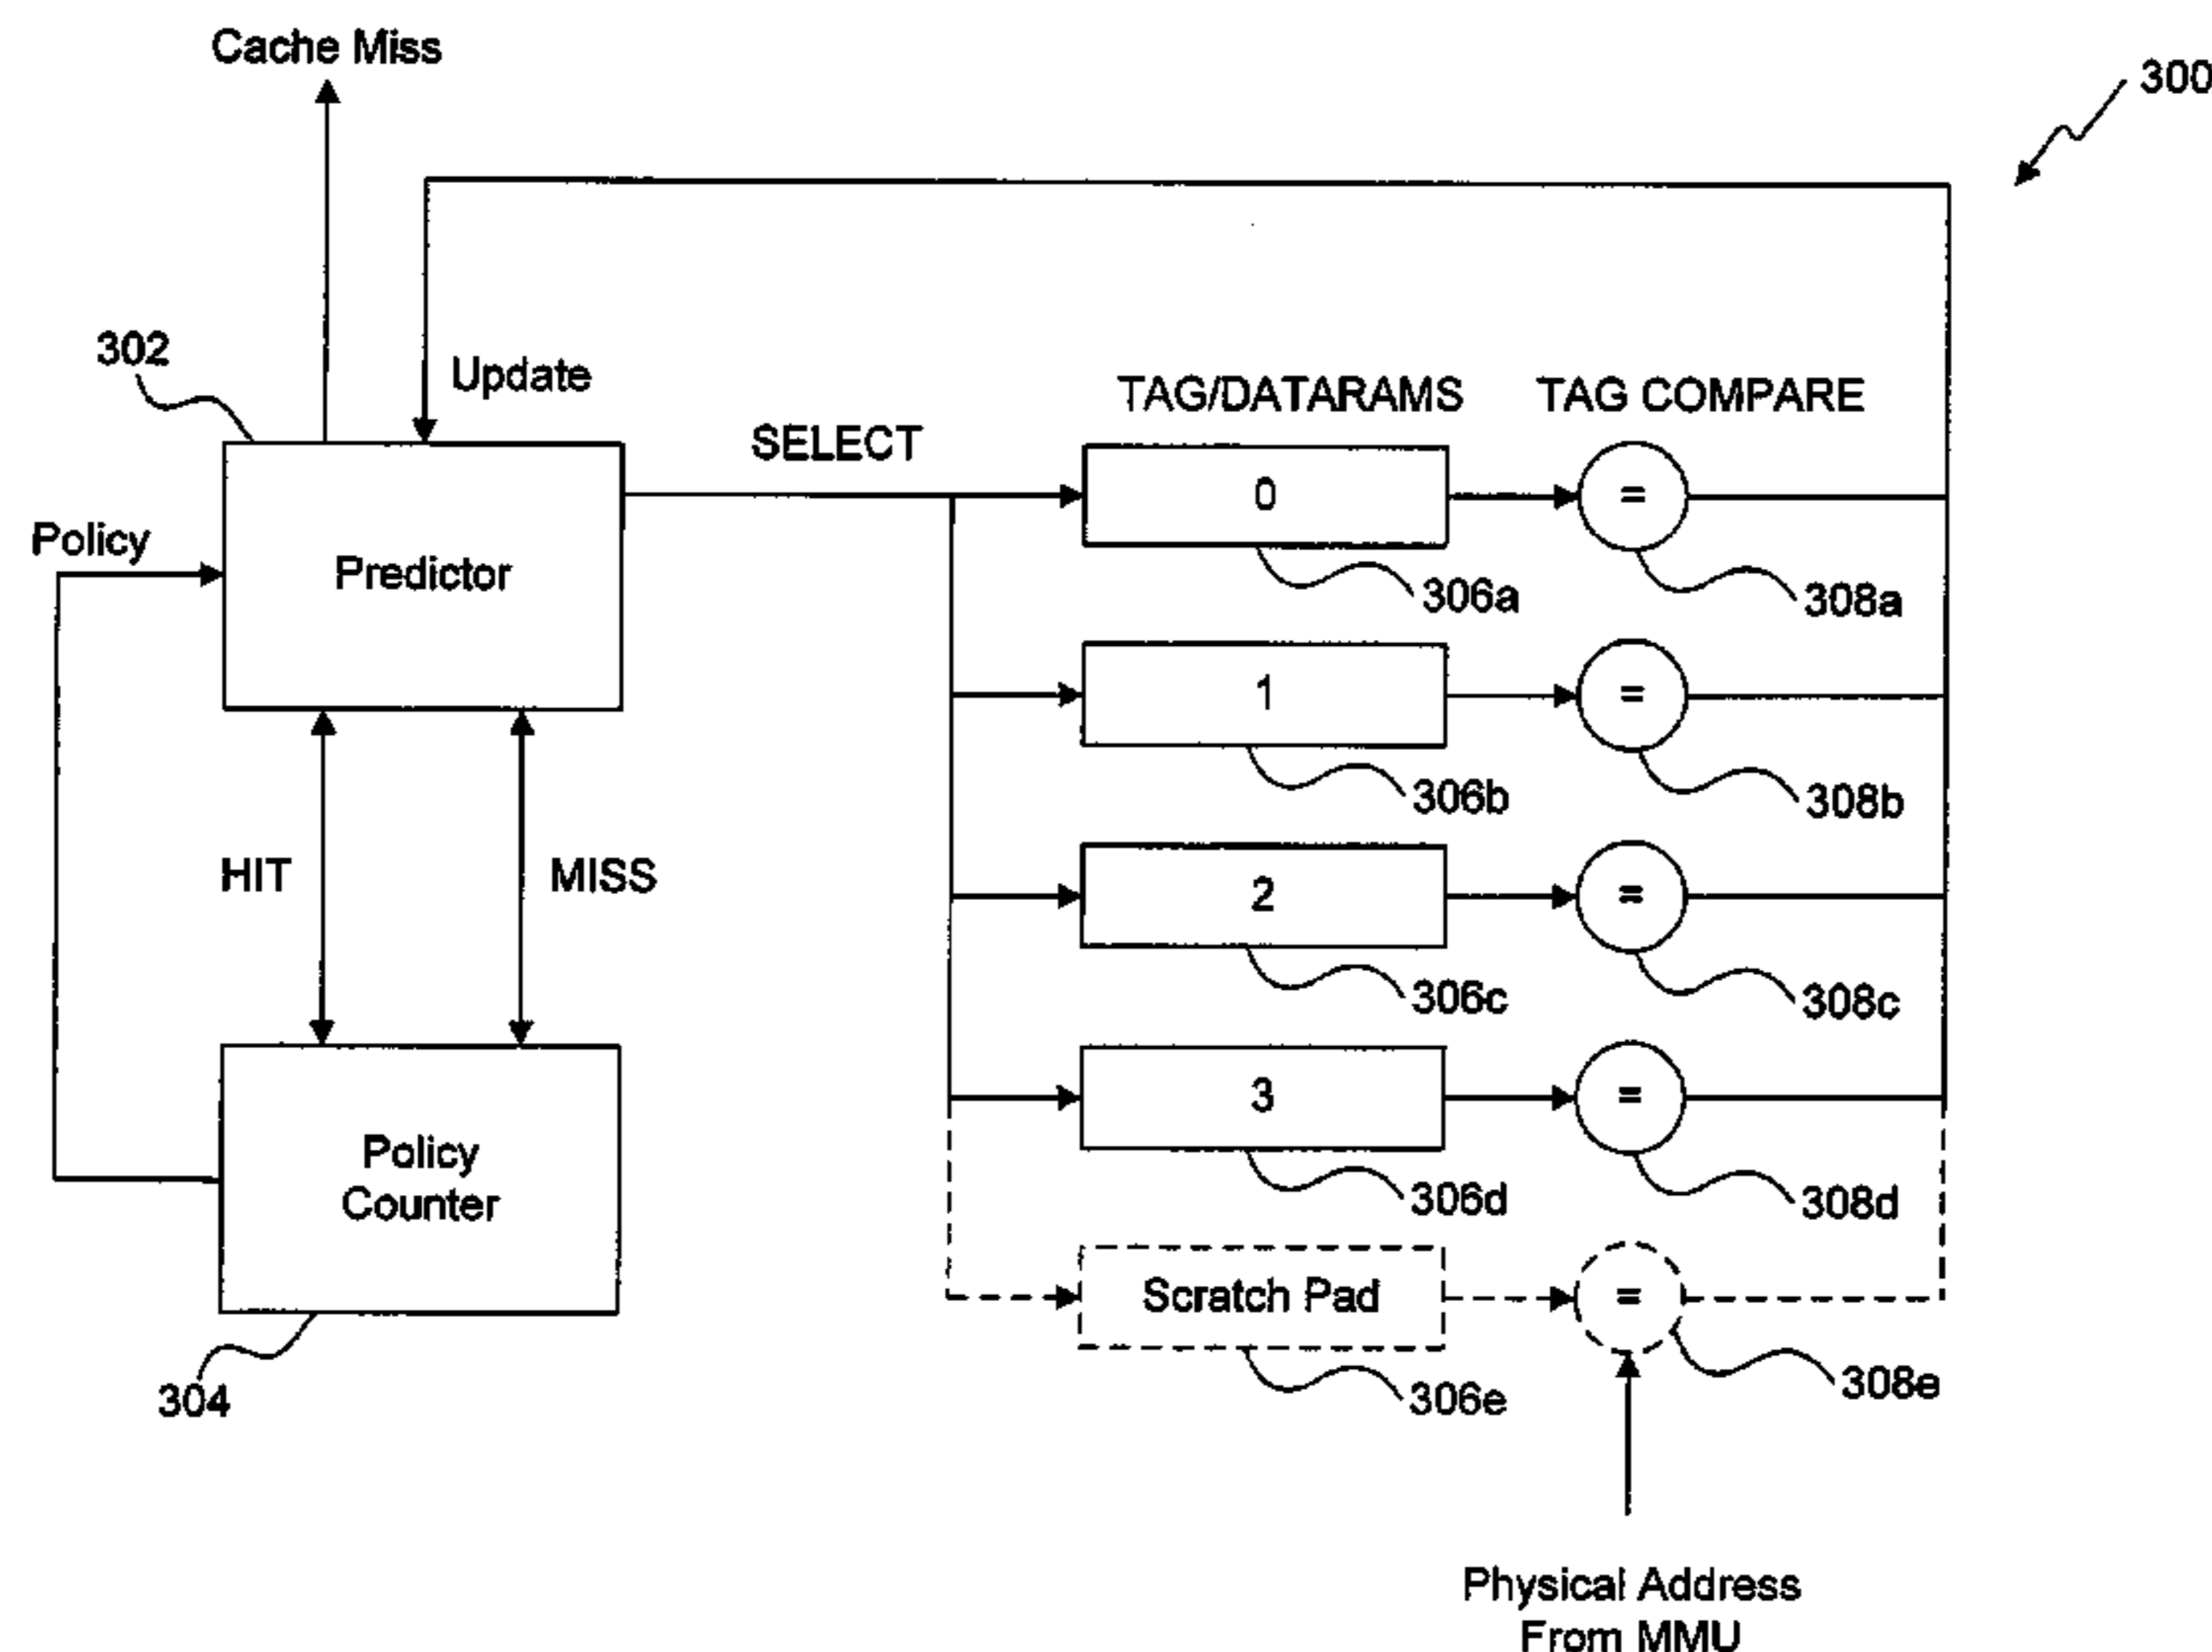 Cache Miss
300
302
Update
TAG/DATARAMS
TAG COMPARE
SELECT
0
=
Policy
Predictor
306a
308a
1
=
306b
308b
HIT
MISS
2
=
306c
308c
3
=
Policy
Counter
306d
308d
Scratch Pad
=
304
306e
308e
Physical Address
From MMU